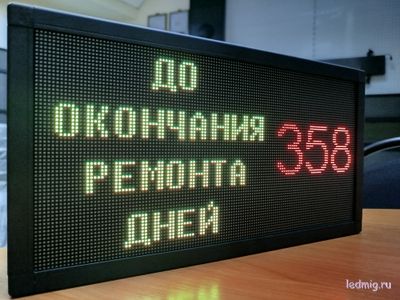 ДО
ОКОНЧАНИЯ
РЕМОНТА
ДНЕЙ
358
ledmig.ru